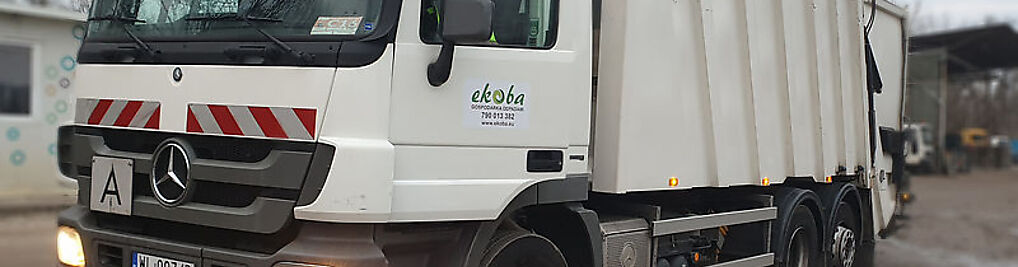 ekoba
GOSPODARKA ODPADAMI
790 013 382
www.ekoba.eu
A